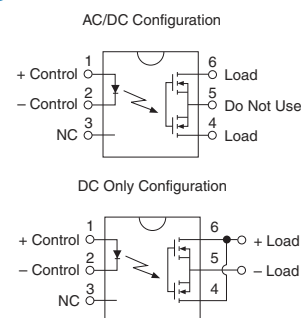 AC/DC Configuration
1
6
+ Control
Load
2
5
– Control
Do Not Use
3
4
NC
Load
DC Only Configuration
1
6
+ Control
+ Load
2
5
– Control
– Load
3
4
NC